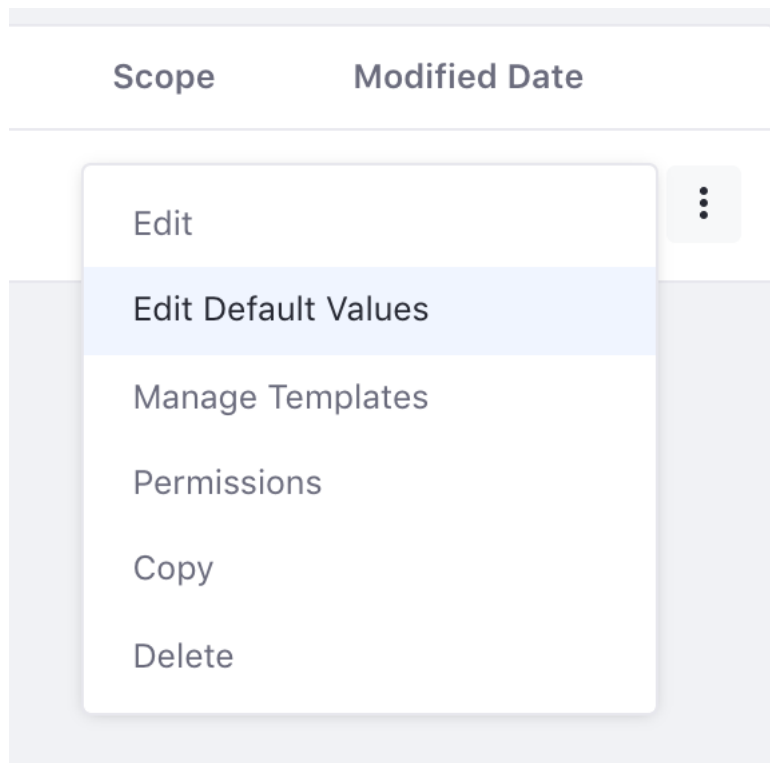 Scope Modified Date
Edit
Edit Default Values
Manage Templates
Permissions
Copy
Delete